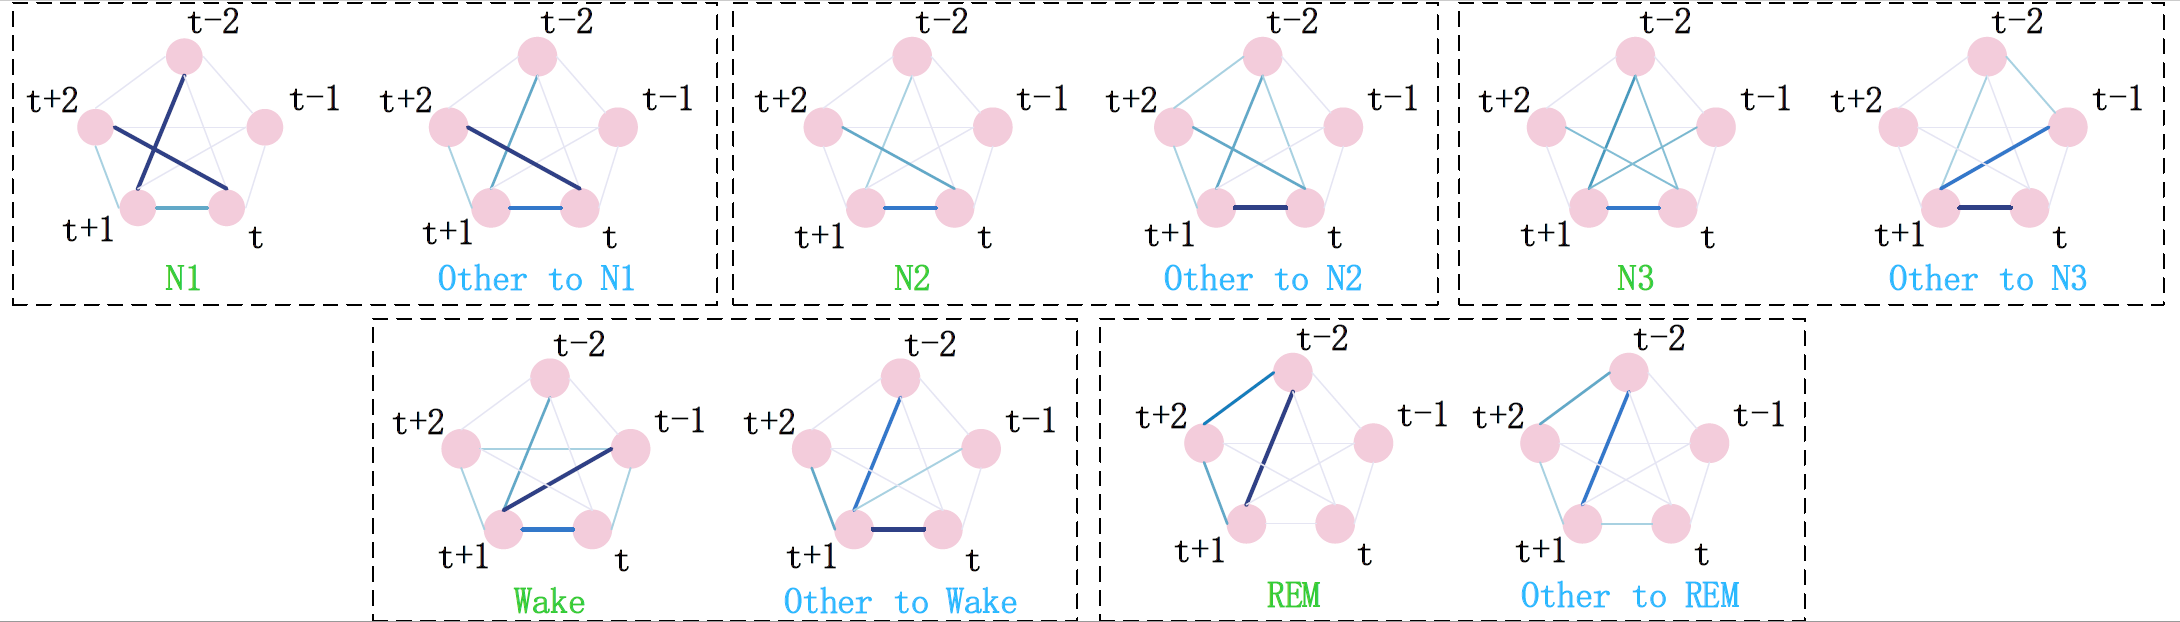 t-2 t-2 t-2 t-2 t-2 t-2
t+2 t-1 t+2 t-1 t+2 t-1 t+2 t-1 t+2 t-1 t+2 t-1
t+1 t t+1 t t+1 t t+1 t t+1 t t+1 t
N1 Other to N1 N2 Other to N2 N3 Other to N3
t-2 t-2 t-2 t-2
t+2 t-1 t+2 t-1 t+2 t-1 t+2 t-1
t+1 t t+1 t t+1 t t+1 t
Wake Other to Wake REM Other to REM